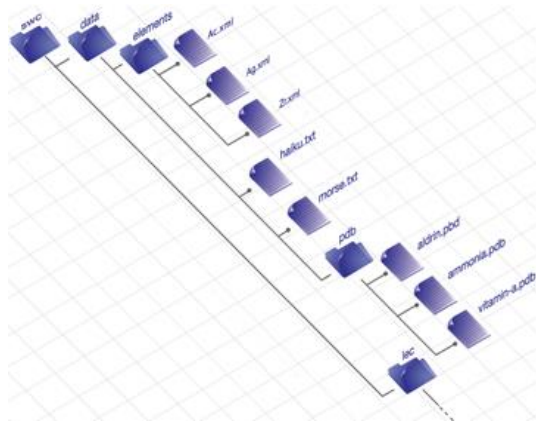 swc
data
elements
Ac.xml
Ag.xml
Zr.xml
haiku.txt
morse.txt
pdb
aldrin.pbd
ammonia.pdb
vitamin-a.pdb
lec